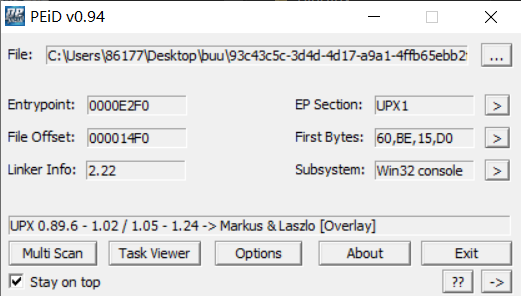 PEiD v0.94
File: C:\Users\86177\Desktop\buu\93c43c5c-3d4d-4d17-a9a1-4ffb65ebb2 ...
Entrypoint: 0000E2F0 EP Section: UPX1 >
File Offset: 000014F0 First Bytes: 60,BE,15,D0 >
Linker Info: 2.22 Subsystem: Win32 console >
UPX 0.89.6 - 1.02 / 1.05 - 1.24 -> Markus & Laszlo [Overlay]
Multi Scan Task Viewer Options About Exit
Stay on top ?? ->